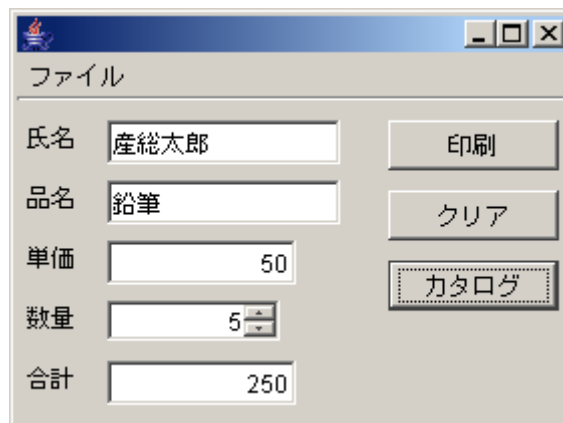 ファイル
氏名 産総太郎 印刷
品名 鉛筆 クリア
単価 50 カタログ
数量 5
合計 250